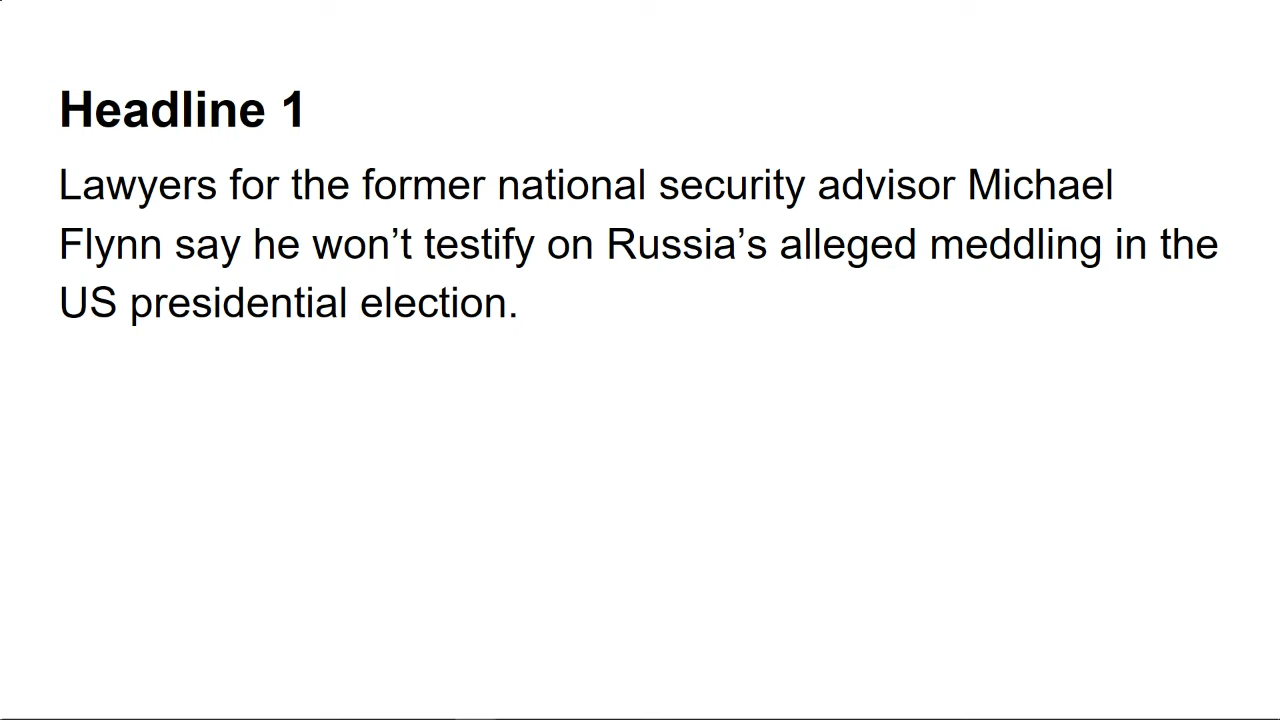 Headline 1
Lawyers for the former national security advisor Michael
Flynn say he won’t testify on Russia’s alleged meddling in the
US presidential election.